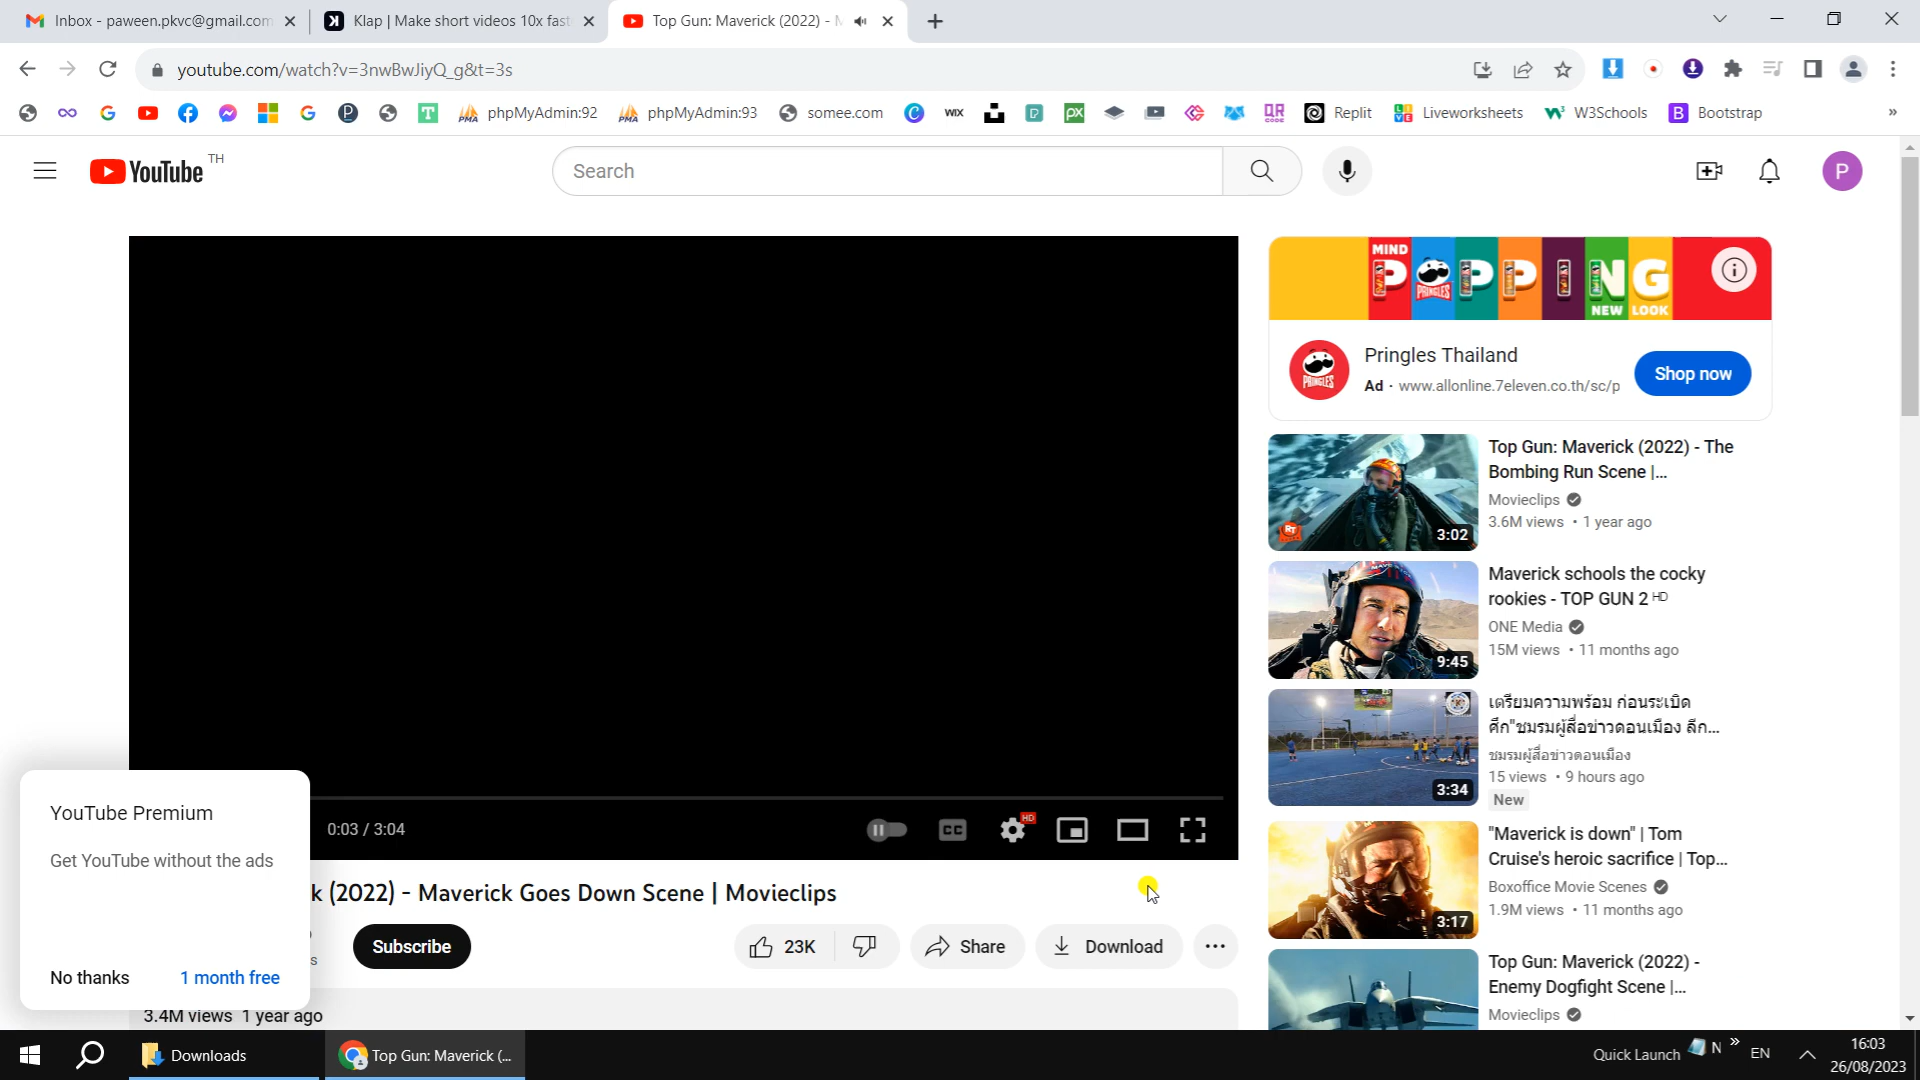 Inbox - paween.pkvc@gmail.com
Klap | Make short videos 10x fast
Top Gun: Maverick (2022) - M
youtube.com/watch?v=3nwBwJiyQ_g&t=3s
phpMyAdmin:92
phpMyAdmin:93
somee.com
WIX
Replit
Liveworksheets
W3Schools
Bootstrap
YouTube TH
Search
P
MIND
POPPING
NEW LOOK
PRINGLES
Pringles Thailand
Ad · www.allonline.7eleven.co.th/sc/p
Shop now
Top Gun: Maverick (2022) - The
Bombing Run Scene |...
Movieclips
3.6M views • 1 year ago
3:02
Maverick schools the cocky
rookies - TOP GUN 2 HD
ONE Media
15M views • 11 months ago
9:45
เตรียมความพร้อม ก่อนระเบิด
ศึก"ชมรมผู้สื่อข่าวดอนเมือง ลีก...
ชมรมผู้สื่อข่าวดอนเมือง
15 views • 9 hours ago
New
3:34
"Maverick is down" | Tom
Cruise's heroic sacrifice | Top...
Boxoffice Movie Scenes
1.9M views • 11 months ago
3:17
Top Gun: Maverick (2022) -
Enemy Dogfight Scene |...
Movieclips
0:03 / 3:04
CC
HD
YouTube Premium
Get YouTube without the ads
No thanks
1 month free
k (2022) - Maverick Goes Down Scene | Movieclips
s
Subscribe
23K
Share
Download
3.4M views 1 year ago
Downloads
Top Gun: Maverick (...
Quick Launch
N
EN
16:03
26/08/2023